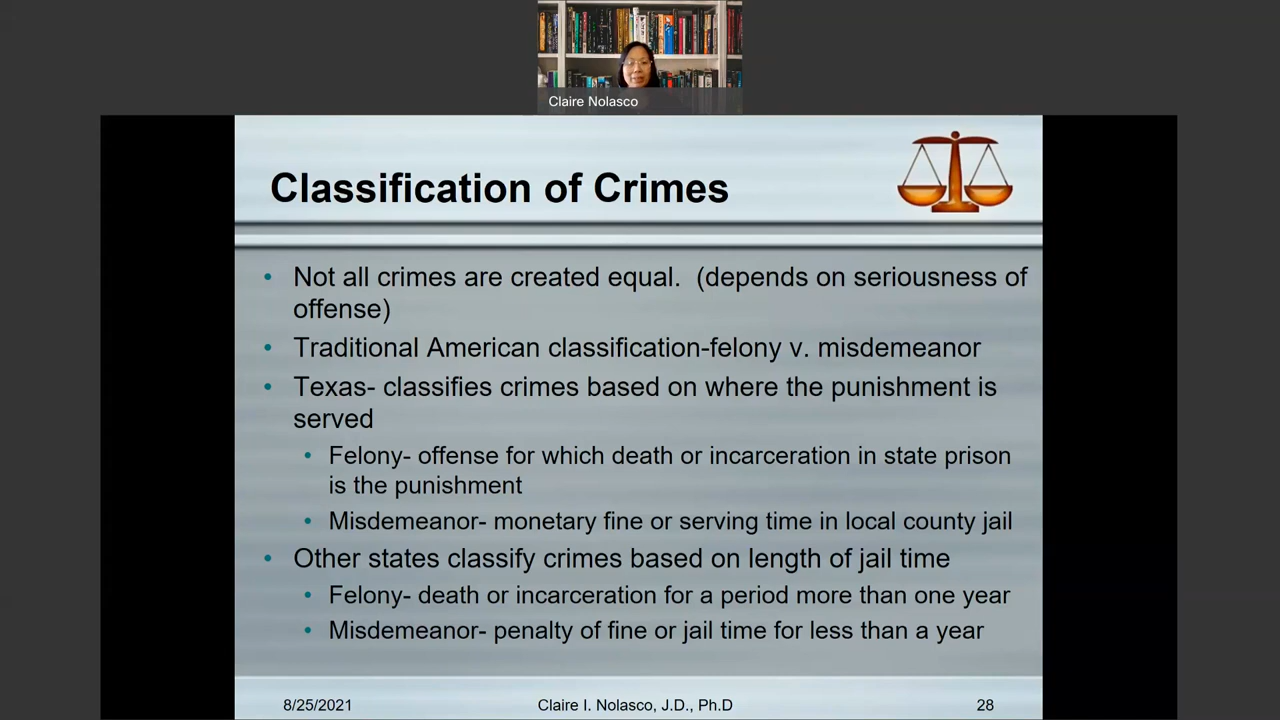 Claire Nolasco
Classification of Crimes
• Not all crimes are created equal.  (depends on seriousness of
offense)
• Traditional American classification-felony v. misdemeanor
• Texas- classifies crimes based on where the punishment is
served
• Felony- offense for which death or incarceration in state prison
is the punishment
• Misdemeanor- monetary fine or serving time in local county jail
• Other states classify crimes based on length of jail time
• Felony- death or incarceration for a period more than one year
• Misdemeanor- penalty of fine or jail time for less than a year
8/25/2021
Claire I. Nolasco, J.D., Ph.D
28